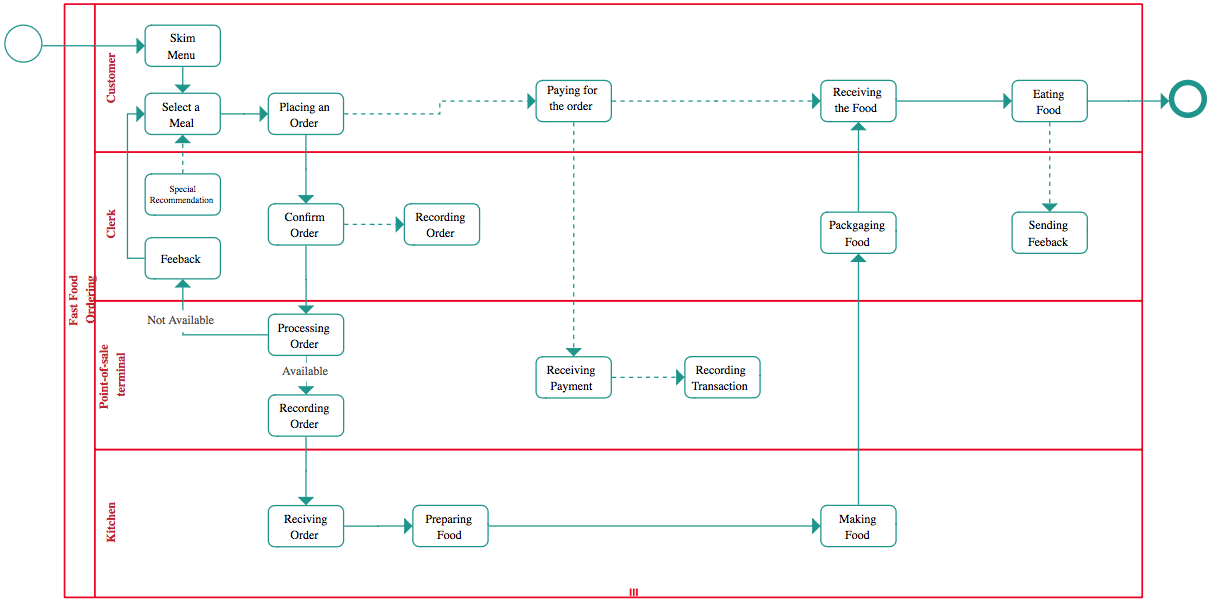 Fast Food
Ordering
Customer
Skim
Menu
Select a
Meal
Placing an
Order
Paying for
the order
Receiving
the Food
Eating
Food
Clerk
Special
Recommendation
Feeback
Confirm
Order
Recording
Order
Packgaging
Food
Sending
Feeback
Point-of-sale
terminal
Not Available
Processing
Order
Available
Recording
Order
Receiving
Payment
Recording
Transaction
Kitchen
Reciving
Order
Preparing
Food
Making
Food